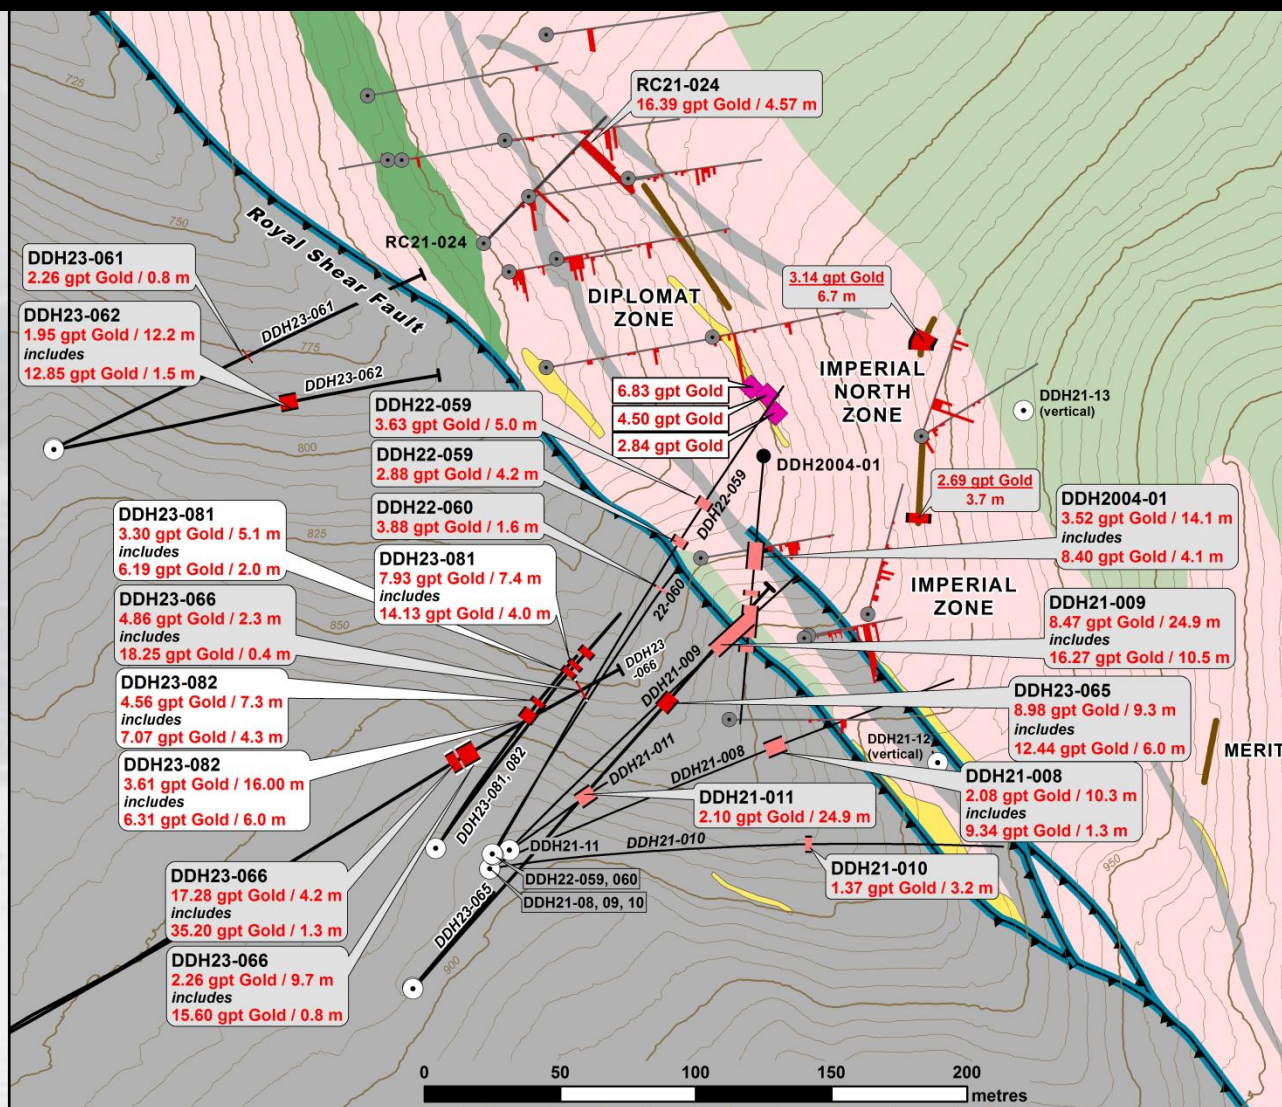 RC21-024
16.39 gpt Gold / 4.57 m
725
750
Royal Shear Fault
RC21-024
DDH23-061
2.26 gpt Gold / 0.8 m
DDH23-061
DDH23-062
1.95 gpt Gold / 12.2 m
includes
12.85 gpt Gold / 1.5 m
775
DDH23-062
800
DIPLOMAT
ZONE
3.14 gpt Gold
6.7 m
IMPERIAL
NORTH
ZONE
6.83 gpt Gold
4.50 gpt Gold
2.84 gpt Gold
DDH21-13
(vertical)
DDH22-059
3.63 gpt Gold / 5.0 m
DDH22-059
2.88 gpt Gold / 4.2 m
DDH22-060
3.88 gpt Gold / 1.6 m
DDH22-059
DDH2004-01
2.69 gpt Gold
3.7 m
DDH2004-01
3.52 gpt Gold / 14.1 m
includes
8.40 gpt Gold / 4.1 m
825
DDH23-081
3.30 gpt Gold / 5.1 m
includes
6.19 gpt Gold / 2.0 m
DDH23-081
7.93 gpt Gold / 7.4 m
includes
14.13 gpt Gold / 4.0 m
22-060
IMPERIAL
ZONE
DDH23-066
4.86 gpt Gold / 2.3 m
includes
18.25 gpt Gold / 0.4 m
850
DDH23
-066
DDH21-009
DDH21-009
8.47 gpt Gold / 24.9 m
includes
16.27 gpt Gold / 10.5 m
DDH23-082
4.56 gpt Gold / 7.3 m
includes
7.07 gpt Gold / 4.3 m
DDH23-065
8.98 gpt Gold / 9.3 m
includes
12.44 gpt Gold / 6.0 m
DDH23-082
3.61 gpt Gold / 16.00 m
includes
6.31 gpt Gold / 6.0 m
DDH21-011
DDH21-008
DDH21-12
(vertical)
MERIT
DDH21-008
2.08 gpt Gold / 10.3 m
includes
9.34 gpt Gold / 1.3 m
DDH21-011
2.10 gpt Gold / 24.9 m
DDH23-081, 082
DDH21-11
DDH21-010
DDH21-010
1.37 gpt Gold / 3.2 m
DDH22-059, 060
DDH21-08, 09, 10
DDH23-065
950
DDH23-066
17.28 gpt Gold / 4.2 m
includes
35.20 gpt Gold / 1.3 m
DDH23-066
2.26 gpt Gold / 9.7 m
includes
15.60 gpt Gold / 0.8 m
900
0 50 100 150 200
metres